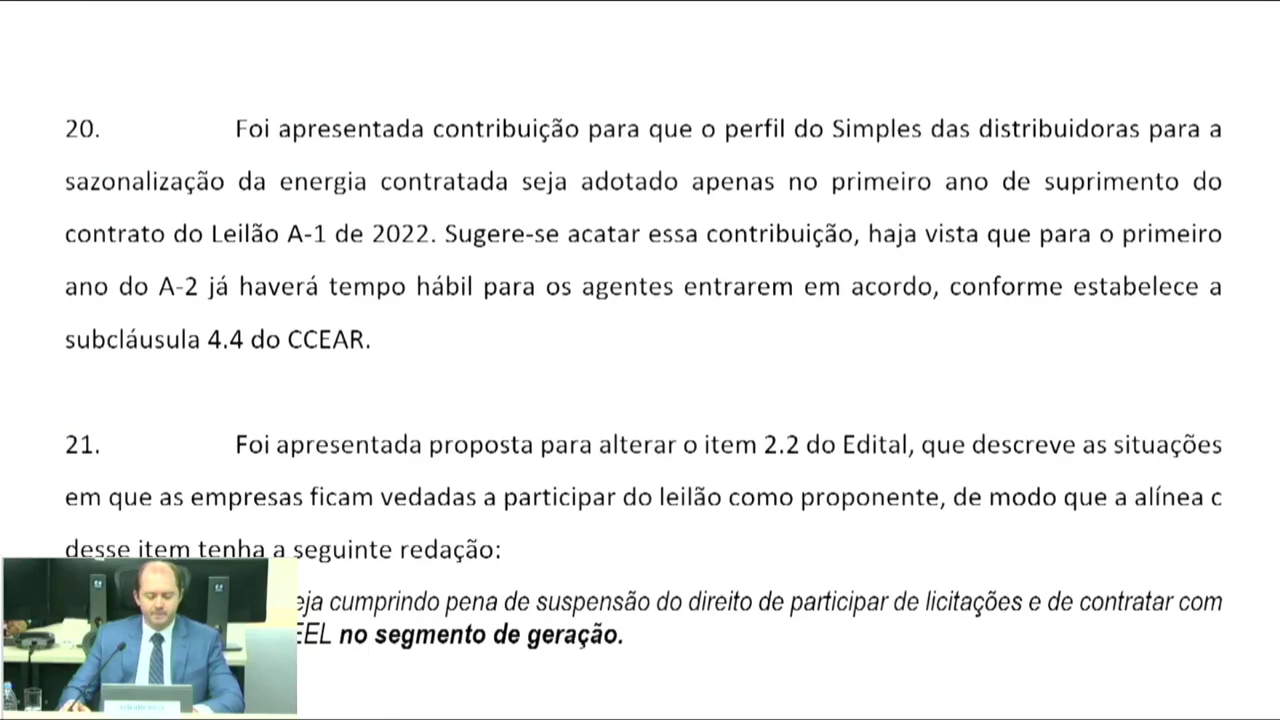 20. Foi apresentada contribuição para que o perfil do Simples das distribuidoras para a
sazonalização da energia contratada seja adotado apenas no primeiro ano de suprimento do
contrato do Leilão A-1 de 2022. Sugere-se acatar essa contribuição, haja vista que para o primeiro
ano do A-2 já haverá tempo hábil para os agentes entrarem em acordo, conforme estabelece a
subcláusula 4.4 do CCEAR.
21. Foi apresentada proposta para alterar o item 2.2 do Edital, que descreve as situações
em que as empresas ficam vedadas a participar do leilão como proponente, de modo que a alínea c
desse item tenha a seguinte redação:
eja cumprindo pena de suspensão do direito de participar de licitações e de contratar com
EEL no segmento de geração.